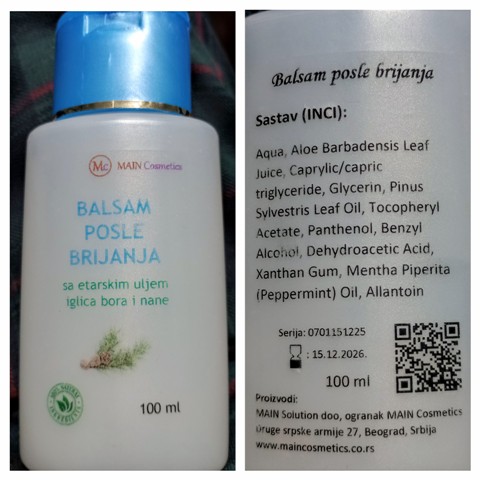 Mc MAIN Cosmetics
BALSAM
POSLE
BRIJANJA
sa etarskim uljem
iglica bora i nane
100 ml
Balsam posle brijanja
Sastav (INCI):
Aqua, Aloe Barbadensis Leaf
Juice, Caprylic/capric
triglyceride, Glycerin, Pinus
Sylvestris Leaf Oil, Tocopheryl
Acetate, Panthenol, Benzyl
Alcohol, Dehydroacetic Acid,
Xanthan Gum, Mentha Piperita
(Peppermint) Oil, Allantoin
Serija: 0701151225
: 15.12.2026.
100 ml
Proizvodi:
MAIN Solution doo, ogranak MAIN Cosmetics
Druge srpske armije 27, Beograd, Srbija
www.maincosmetics.co.rs